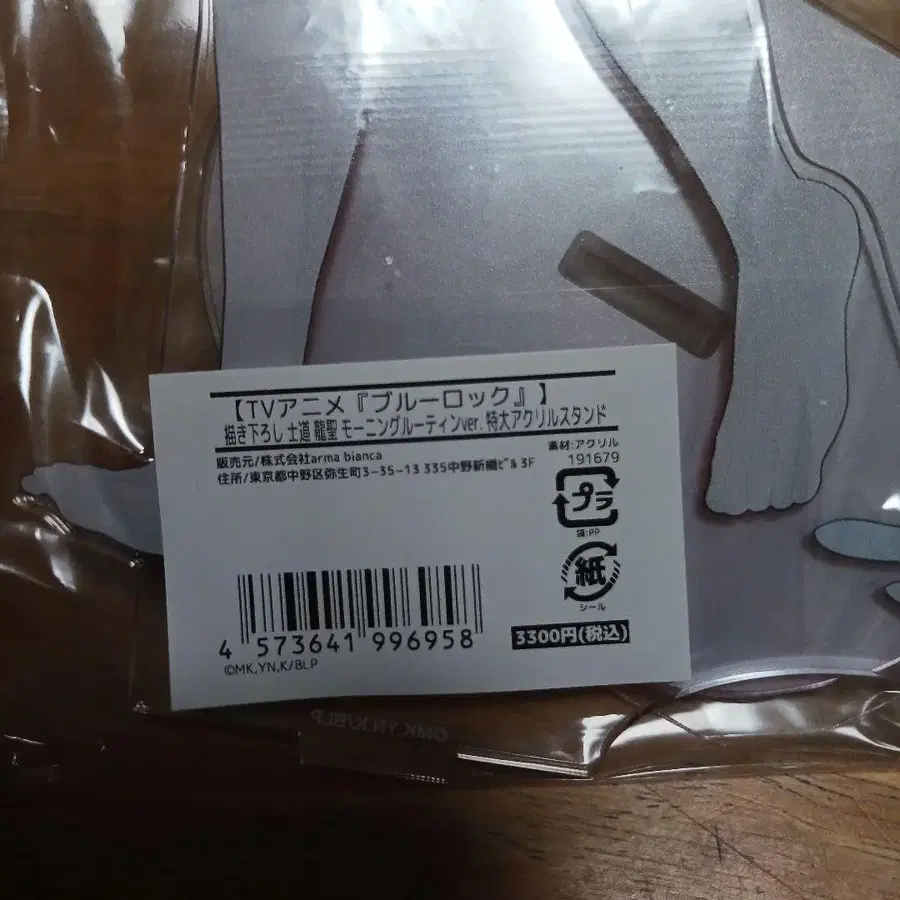 【TVアニメ『ブルーロック』】
描き下ろし 士道 龍聖 モーニングルーティンver. 特大アクリルスタンド
販売元/株式会社arma bianca
住所/東京都中野区弥生町3-35-13 335中野新橋ビル 3F
素材:アクリル
191679
プラ
袋:PP
紙
シール
4 573641 996958
3300円(税込)
©MK,YN,K/BLP
©MK,YN,K/BLP